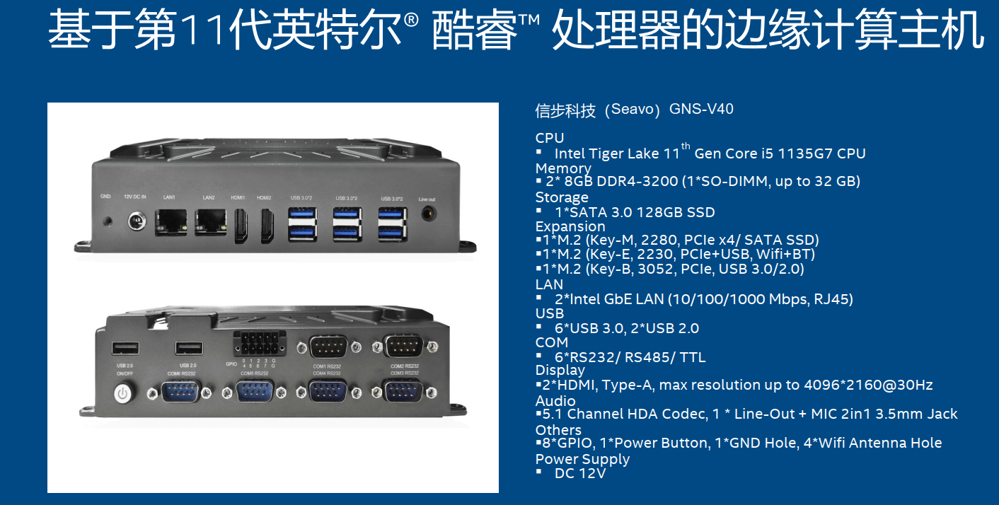 基于第11代英特尔® 酷睿™ 处理器的边缘计算主机
信步科技（Seavo）GNS-V40
CPU
▪ Intel Tiger Lake 11th Gen Core i5 1135G7 CPU
Memory
▪ 2* 8GB DDR4-3200 (1*SO-DIMM, up to 32 GB)
Storage
▪ 1*SATA 3.0 128GB SSD
Expansion
▪1*M.2 (Key-M, 2280, PCIe x4/ SATA SSD)
▪1*M.2 (Key-E, 2230, PCIe+USB, Wifi+BT)
▪1*M.2 (Key-B, 3052, PCIe, USB 3.0/2.0)
LAN
▪ 2*Intel GbE LAN (10/100/1000 Mbps, RJ45)
USB
▪ 6*USB 3.0, 2*USB 2.0
COM
▪ 6*RS232/ RS485/ TTL
Display
▪2*HDMI, Type-A, max resolution up to 4096*2160@30Hz
Audio
▪5.1 Channel HDA Codec, 1 * Line-Out + MIC 2in1 3.5mm Jack
Others
▪8*GPIO, 1*Power Button, 1*GND Hole, 4*Wifi Antenna Hole
Power Supply
▪ DC 12V
GND 12V DC IN LAN1 LAN2 HDMI1 HDMI2 USB 3.0*2 USB 3.0*2 USB 3.0*2 Line out
USB 2.0 USB 2.0 GPIO 0 1 2 3 G
4 5 6 7 G
COM1 RS232 COM2 RS232
ON/OFF COM6 RS232 COM5 RS232 COM4 RS232 COM3 RS232